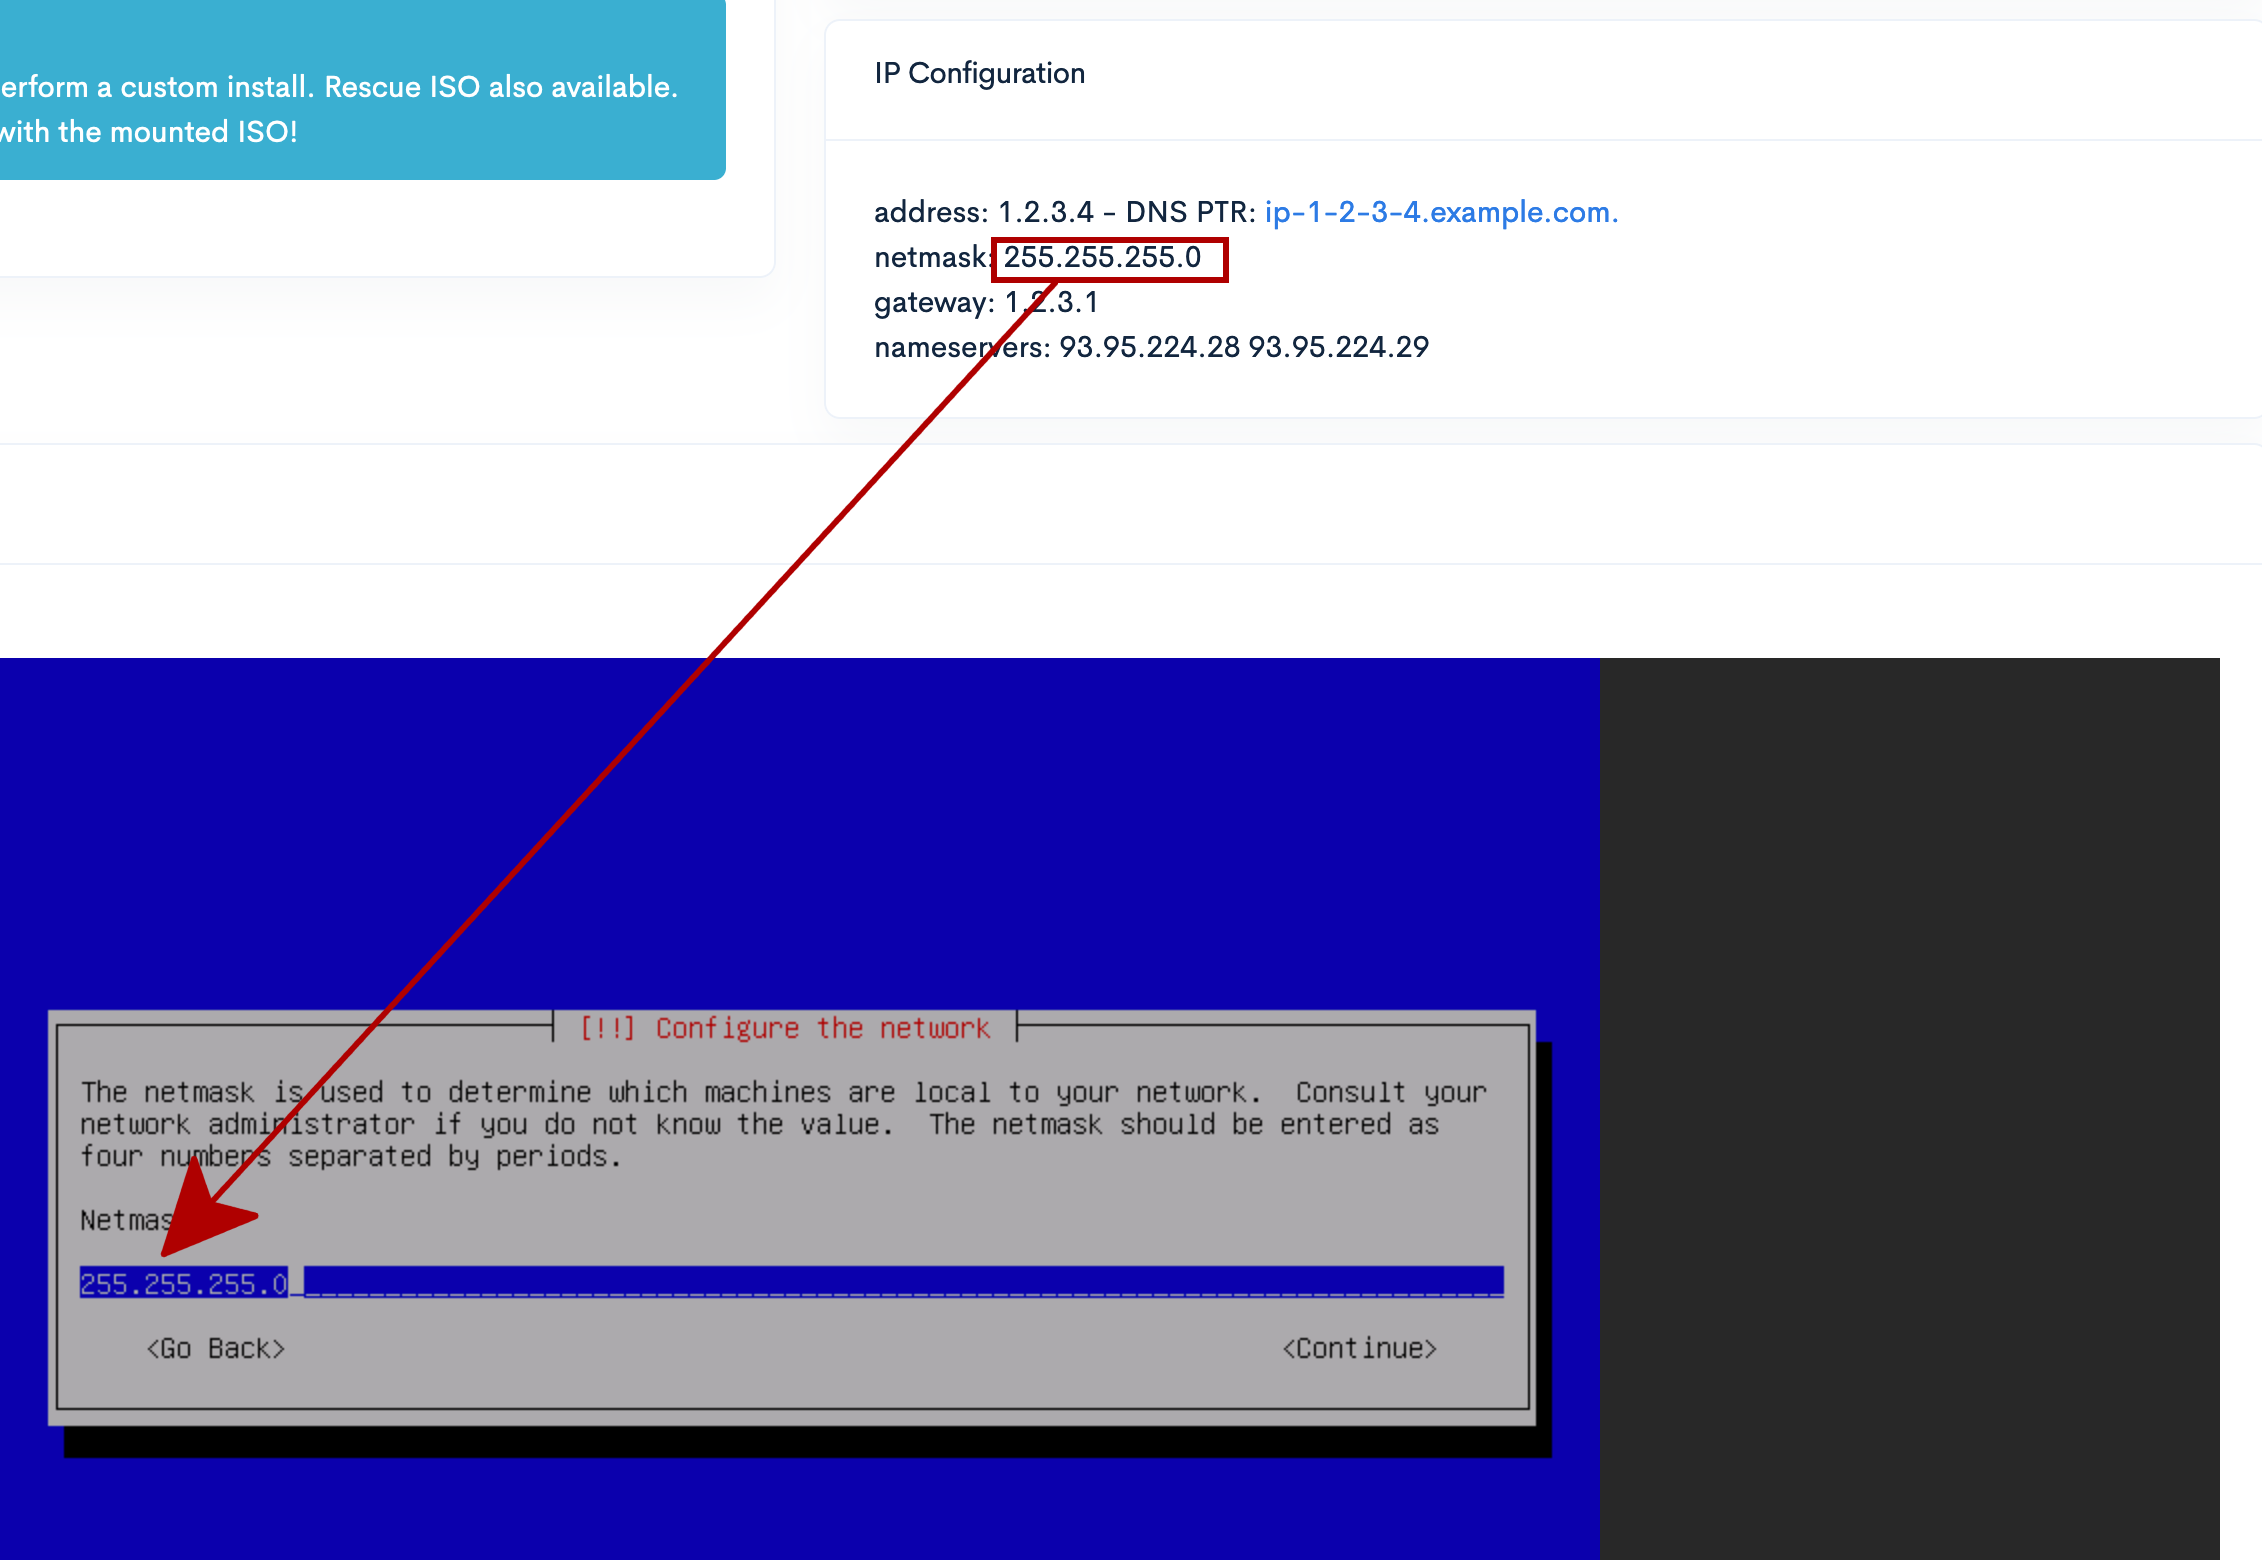 erform a custom install. Rescue ISO also available.
with the mounted ISO!
IP Configuration
address: 1.2.3.4 - DNS PTR: ip-1-2-3-4.example.com.
netmask: 255.255.255.0
gateway: 1.2.3.1
nameservers: 93.95.224.28 93.95.224.29
[!!] Configure the network
The netmask is used to determine which machines are local to your network.  Consult your
network administrator if you do not know the value.  The netmask should be entered as
four numbers separated by periods.
Netmask
255.255.255.0
<Go Back>
<Continue>